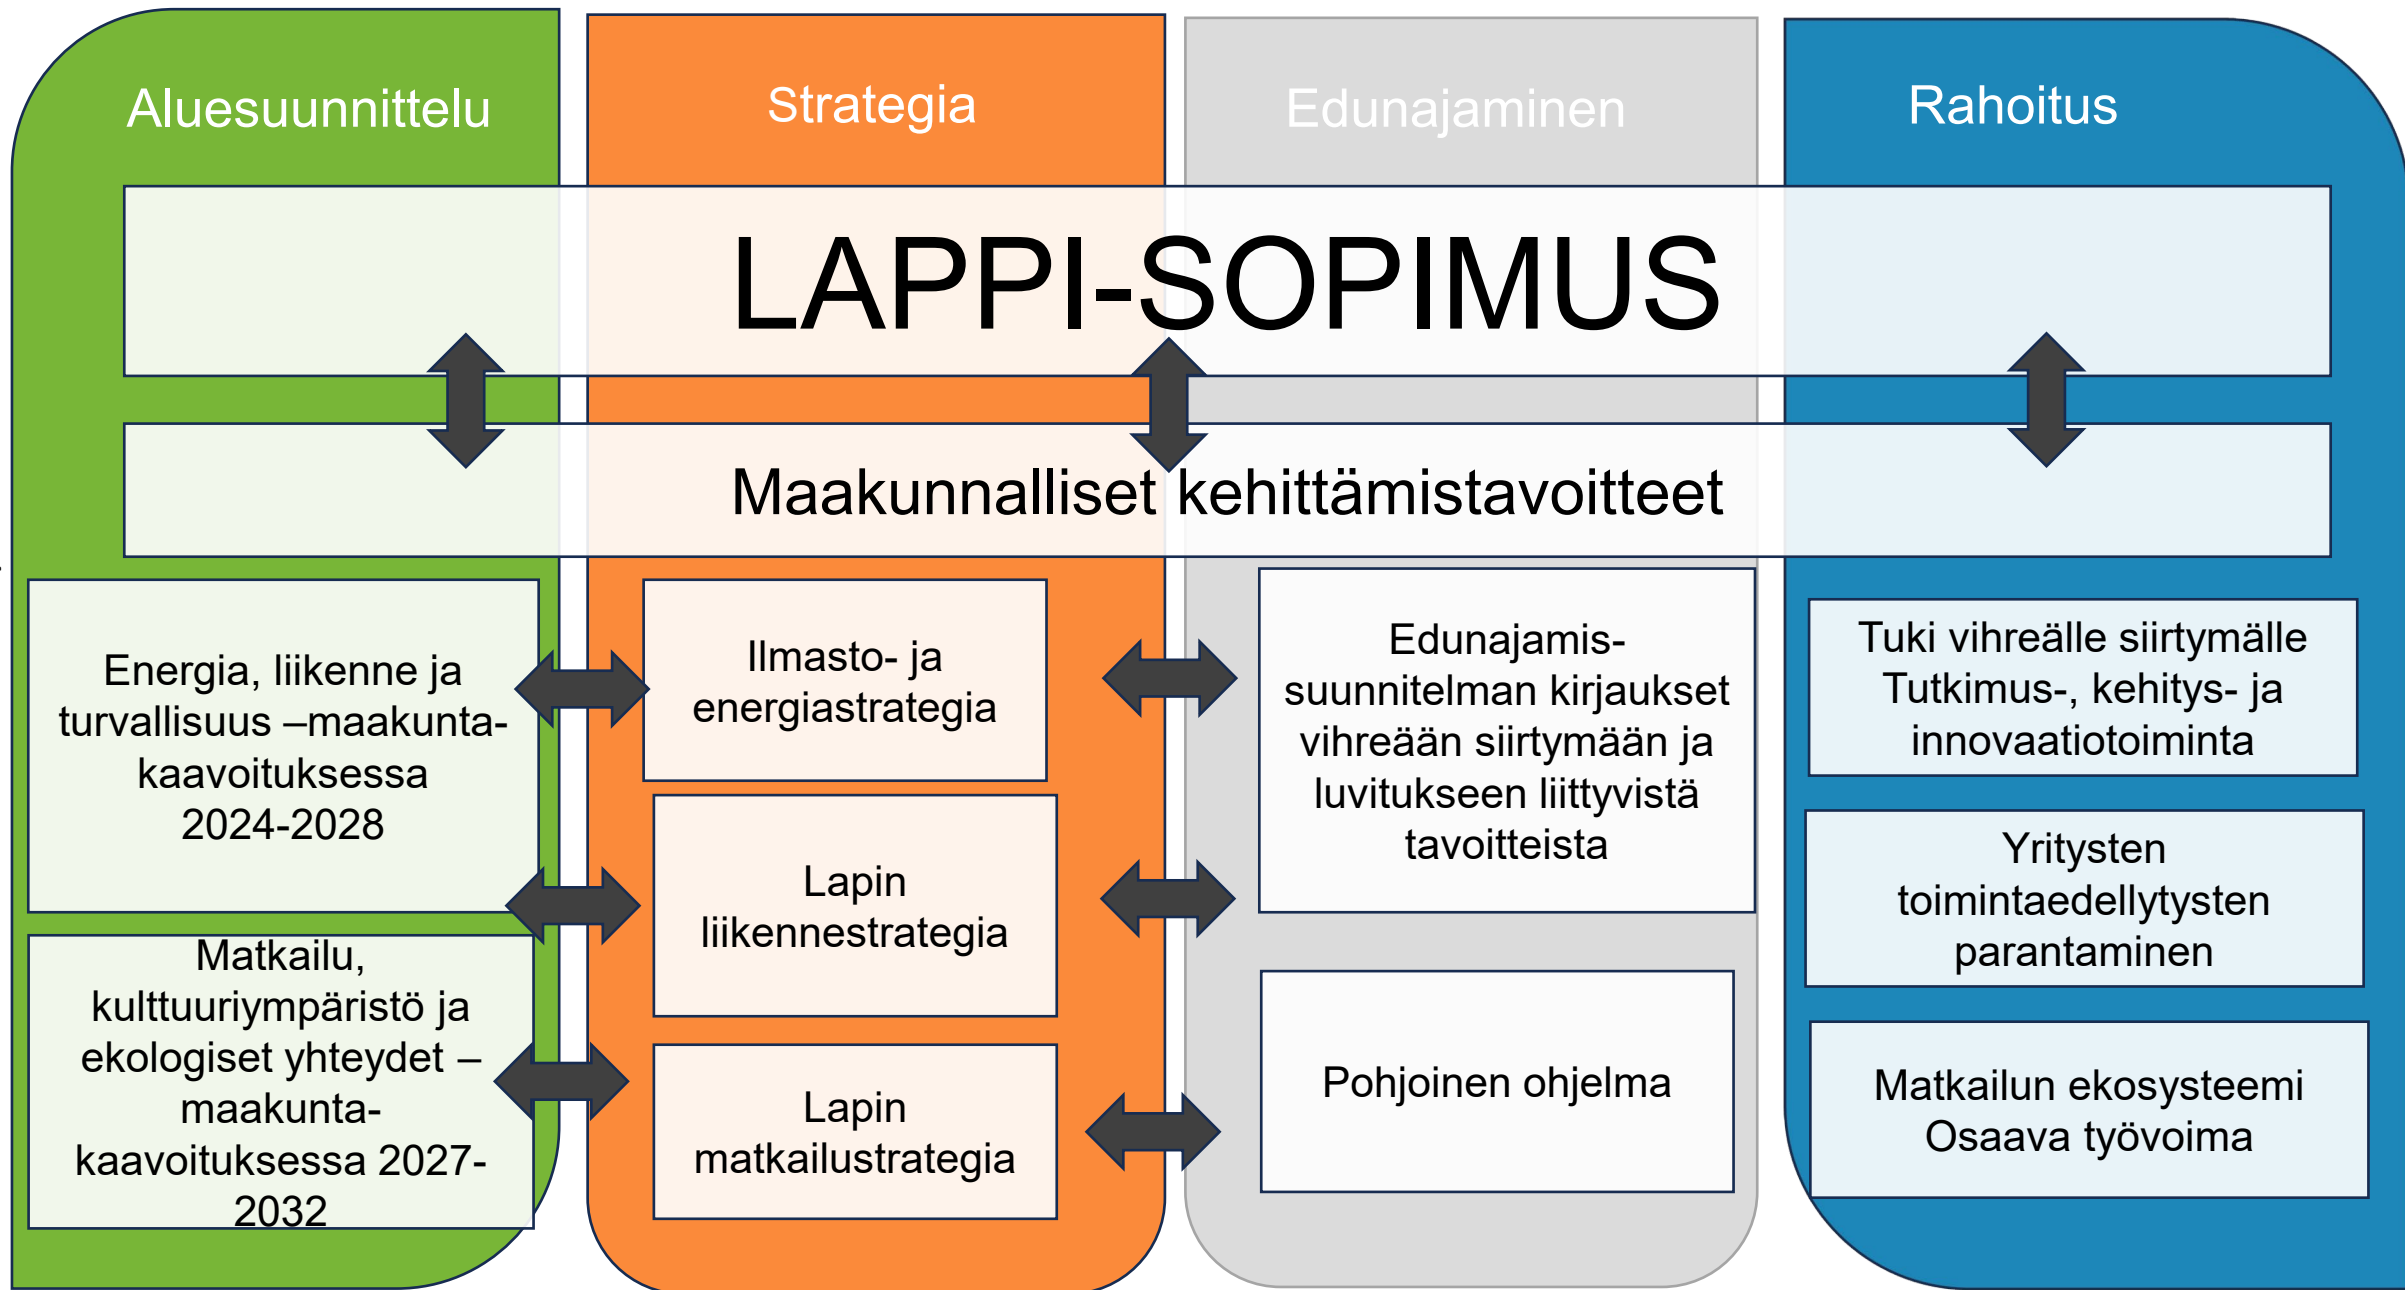 Aluesuunnittelu
Strategia
Edunajaminen
Rahoitus
LAPPI-SOPIMUS
Maakunnalliset kehittämistavoitteet
Energia, liikenne ja
turvallisuus –maakunta-
kaavoituksessa
2024-2028
Matkailu,
kulttuuriympäristö ja
ekologiset yhteydet –
maakunta-
kaavoituksessa 2027-
2032
Ilmasto- ja
energiastrategia
Lapin
liikennestrategia
Lapin
matkailustrategia
Edunajamis-
suunnitelman kirjaukset
vihreään siirtymään ja
luvitukseen liittyvistä
tavoitteista
Pohjoinen ohjelma
Tuki vihreälle siirtymälle
Tutkimus-, kehitys- ja
innovaatiotoiminta
Yritysten
toimintaedellytysten
parantaminen
Matkailun ekosysteemi
Osaava työvoima